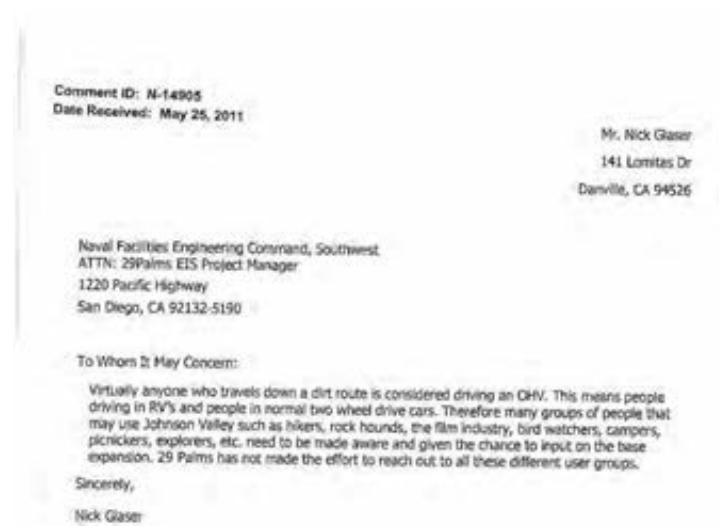 Comment ID: N-14905
Date Received: May 25, 2011
Mr. Nick Glaser
141 Lomitas Dr
Danville, CA 94526
Naval Facilities Engineering Command, Southwest
ATTN: 29Palms EIS Project Manager
1220 Pacific Highway
San Diego, CA 92132-5190
To Whom It May Concern:
Virtually anyone who travels down a dirt route is considered driving an OHV. This means people
driving in RV's and people in normal two wheel drive cars. Therefore many groups of people that
may use Johnson Valley such as hikers, rock hounds, the film industry, bird watchers, campers,
picnickers, explorers, etc. need to be made aware and given the chance to input on the base
expansion. 29 Palms has not made the effort to reach out to all these different user groups.
Sincerely,
Nick Glaser